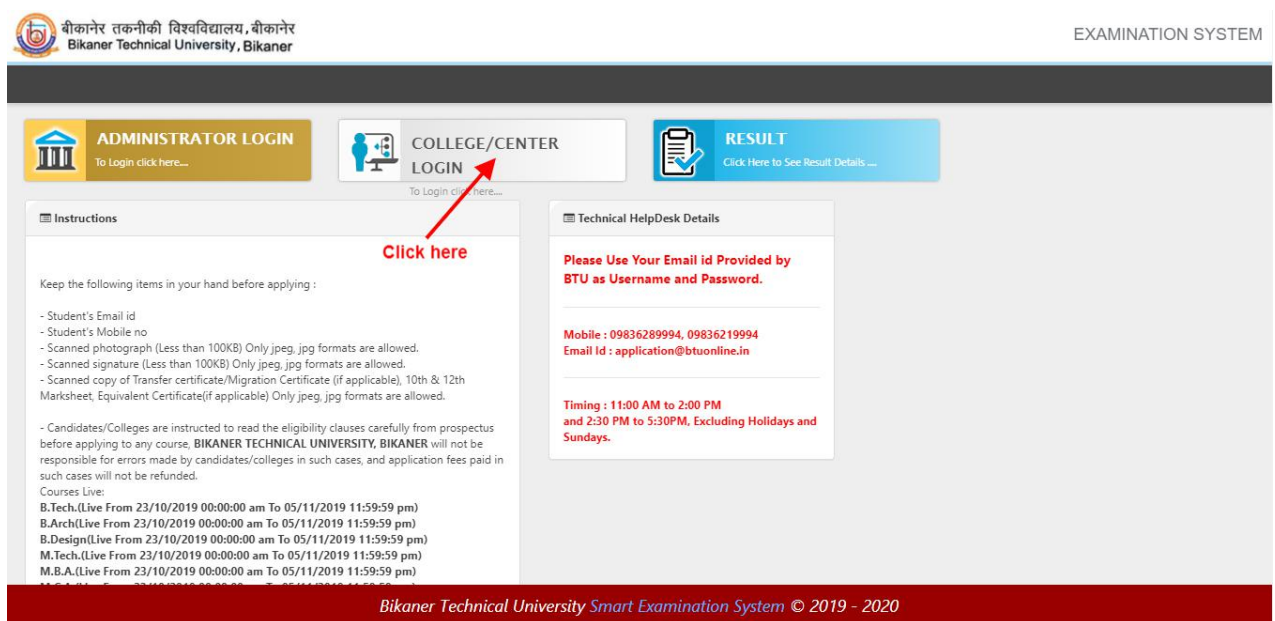 बीकानेर तकनीकी विश्वविद्यालय, बीकानेर
Bikaner Technical University, Bikaner
EXAMINATION SYSTEM
ADMINISTRATOR LOGIN
To Login click here....
COLLEGE/CENTER
LOGIN
To Login click here....
RESULT
Click Here to See Result Details ....
Instructions
Click here
Keep the following items in your hand before applying :
- Student's Email id
- Student's Mobile no
- Scanned photograph (Less than 100KB) Only jpeg, jpg formats are allowed.
- Scanned signature (Less than 100KB) Only jpeg, jpg formats are allowed.
- Scanned copy of Transfer certificate/Migration Certificate (if applicable), 10th & 12th
Marksheet, Equivalent Certificate(if applicable) Only jpeg, jpg formats are allowed.
- Candidates/Colleges are instructed to read the eligibility clauses carefully from prospectus
before applying to any course, BIKANER TECHNICAL UNIVERSITY, BIKANER will not be
responsible for errors made by candidates/colleges in such cases, and application fees paid in
such cases will not be refunded.
Courses Live:
B.Tech.(Live From 23/10/2019 00:00:00 am To 05/11/2019 11:59:59 pm)
B.Arch(Live From 23/10/2019 00:00:00 am To 05/11/2019 11:59:59 pm)
B.Design(Live From 23/10/2019 00:00:00 am To 05/11/2019 11:59:59 pm)
M.Tech.(Live From 23/10/2019 00:00:00 am To 05/11/2019 11:59:59 pm)
M.B.A.(Live From 23/10/2019 00:00:00 am To 05/11/2019 11:59:59 pm)
Technical HelpDesk Details
Please Use Your Email id Provided by
BTU as Username and Password.
Mobile : 09836289994, 09836219994
Email Id : application@btuonline.in
Timing : 11:00 AM to 2:00 PM
and 2:30 PM to 5:30PM, Excluding Holidays and
Sundays.
Bikaner Technical University Smart Examination System © 2019 - 2020